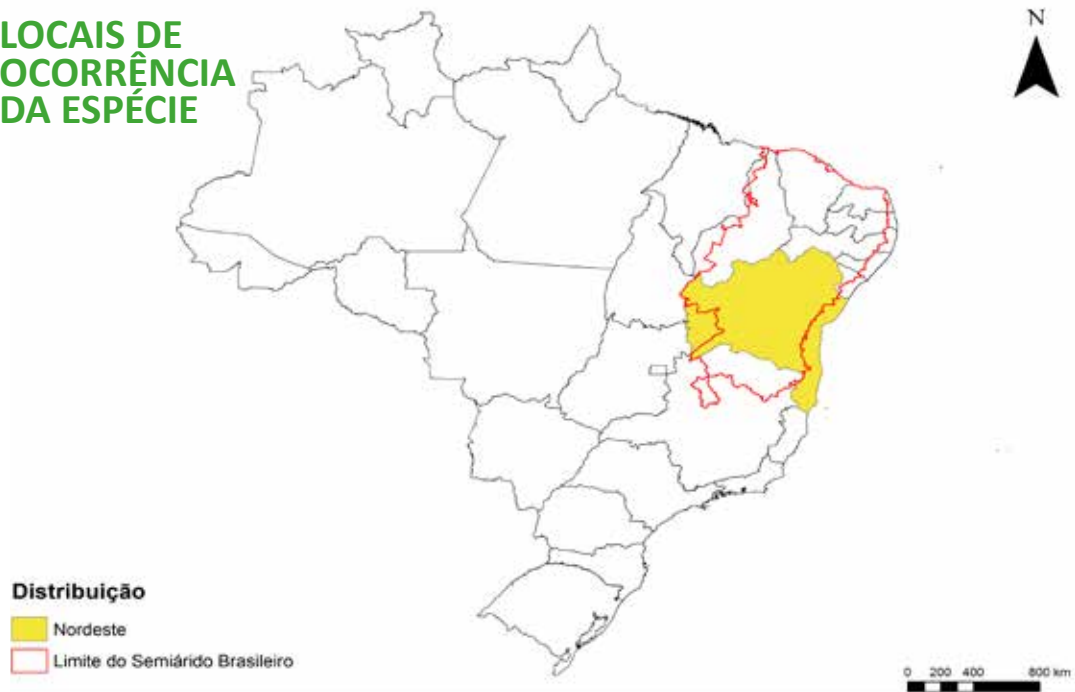 LOCAIS DE
OCORRÊNCIA
DA ESPÉCIE
N
Distribuição
Nordeste
Limite do Semiárido Brasileiro
0 200 400 800 km